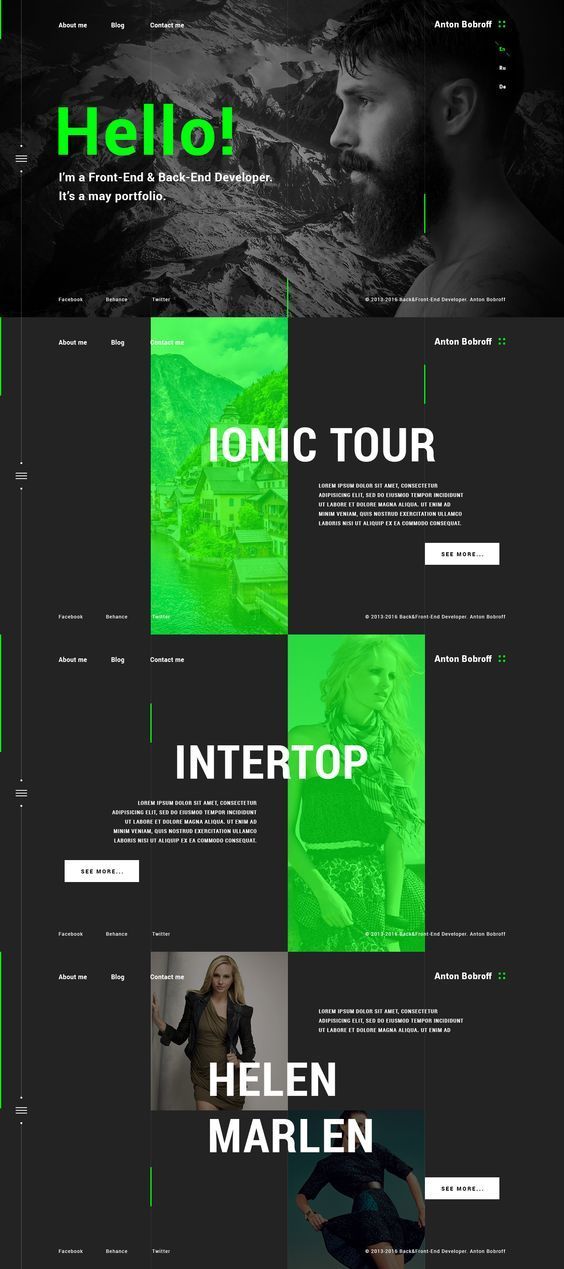 About me Blog Contact me Anton Bobroff
En
Ru
De
Hello!
I'm a Front-End & Back-End Developer.
It's a may portfolio.
Facebook Behance Twitter © 2013-2016 Back&Front-End Developer. Anton Bobroff
About me Blog Contact me Anton Bobroff
IONIC TOUR
LOREM IPSUM DOLOR SIT AMET, CONSECTETUR
ADIPISICING ELIT, SED DO EIUSMOD TEMPOR INCIDIDUNT
UT LABORE ET DOLORE MAGNA ALIQUA. UT ENIM AD
MINIM VENIAM, QUIS NOSTRUD EXERCITATION ULLAMCO
LABORIS NISI UT ALIQUIP EX EA COMMODO CONSEQUAT.
SEE MORE...
Facebook Behance Twitter © 2013-2016 Back&Front-End Developer. Anton Bobroff
About me Blog Contact me Anton Bobroff
INTERTOP
LOREM IPSUM DOLOR SIT AMET, CONSECTETUR
ADIPISICING ELIT, SED DO EIUSMOD TEMPOR INCIDIDUNT
UT LABORE ET DOLORE MAGNA ALIQUA. UT ENIM AD
MINIM VENIAM, QUIS NOSTRUD EXERCITATION ULLAMCO
LABORIS NISI UT ALIQUIP EX EA COMMODO CONSEQUAT.
SEE MORE...
Facebook Behance Twitter © 2013-2016 Back&Front-End Developer. Anton Bobroff
About me Blog Contact me Anton Bobroff
LOREM IPSUM DOLOR SIT AMET, CONSECTETUR
ADIPISICING ELIT, SED DO EIUSMOD TEMPOR INCIDIDUNT
UT LABORE ET DOLORE MAGNA ALIQUA. UT ENIM AD
HELEN
MARLEN
SEE MORE...
Facebook Behance Twitter © 2013-2016 Back&Front-End Developer. Anton Bobroff